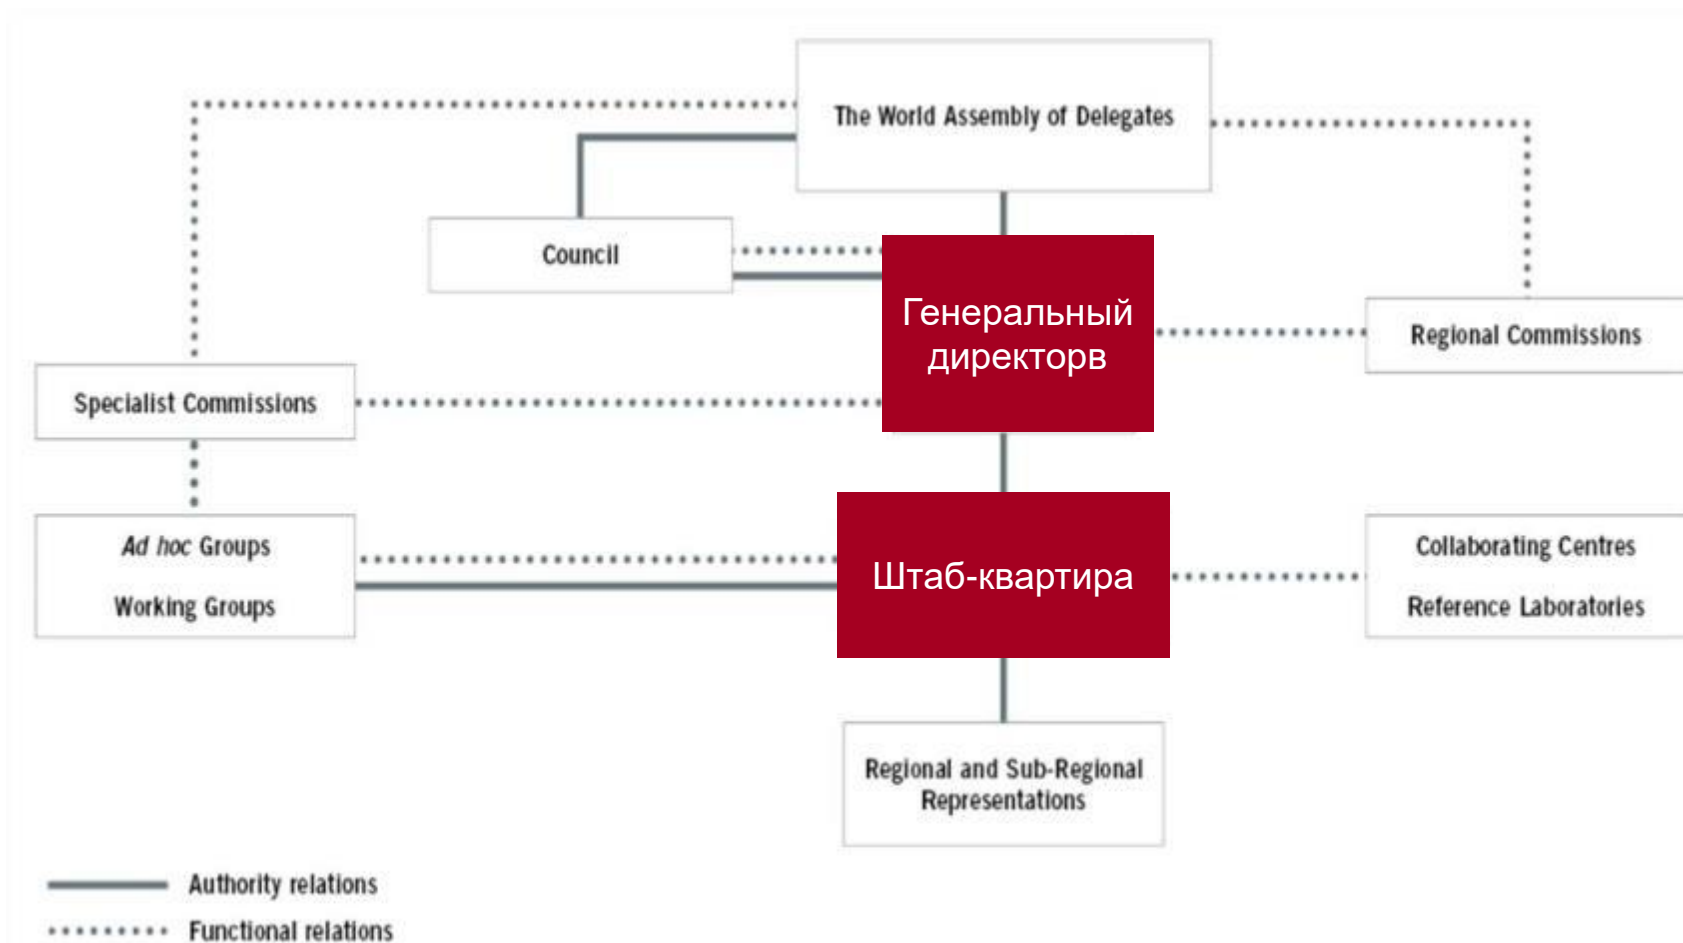 The World Assembly of Delegates
Council
Генеральный
директорв
Regional Commissions
Specialist Commissions
Ad hoc Groups
Working Groups
Штаб-квартира
Collaborating Centres
Reference Laboratories
Regional and Sub-Regional
Representations
Authority relations
Functional relations